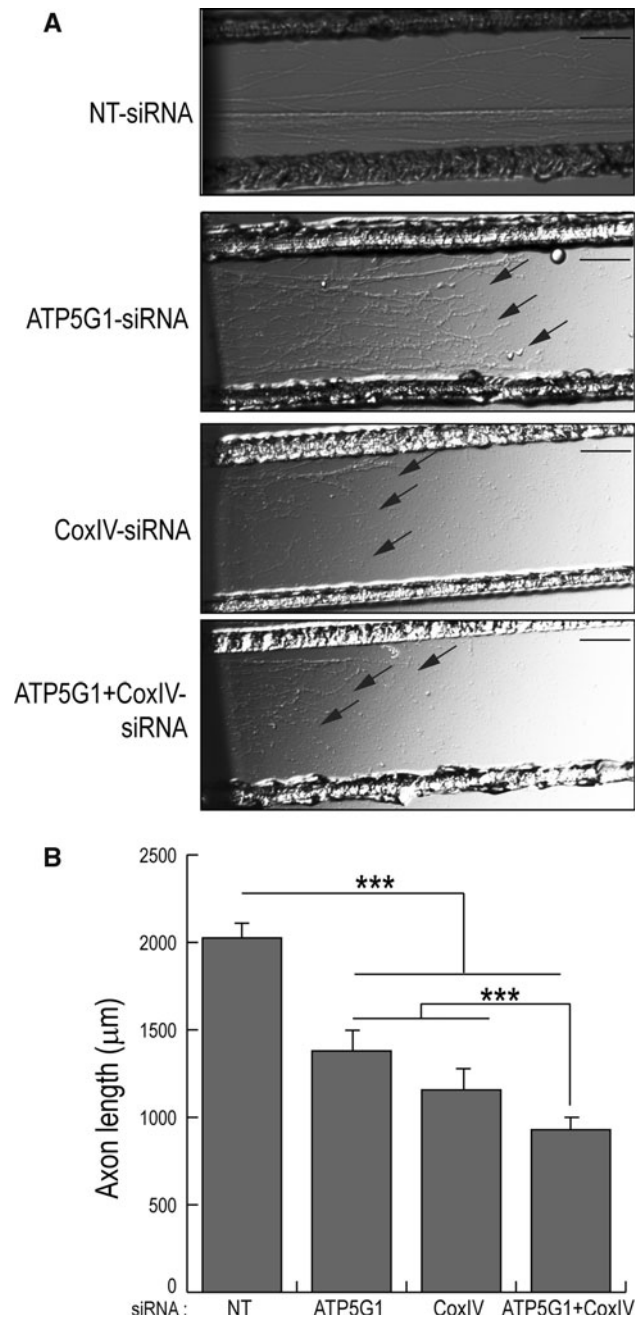 A
NT-siRNA
ATP5G1-siRNA
CoxIV-siRNA
ATP5G1+CoxIV-
siRNA
B
2500
2000
1500
1000
500
0
Axon length (μm)
***
***
siRNA : NT ATP5G1 CoxIV ATP5G1+CoxIV